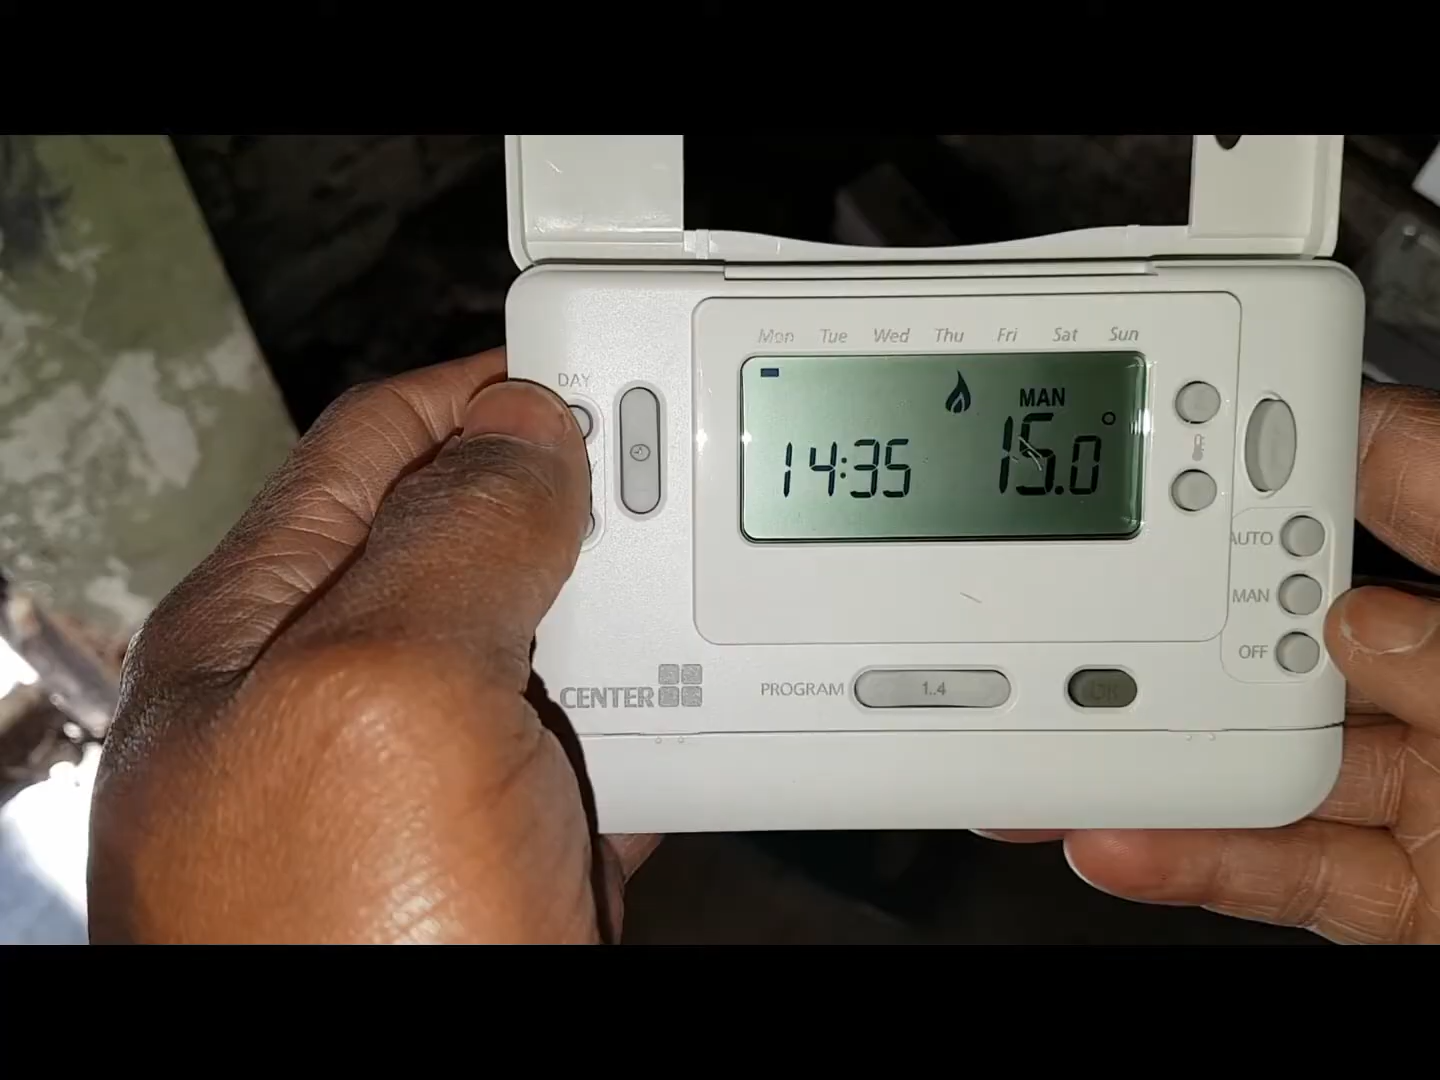 Mon Tue Wed Thu Fri Sat Sun
DAY
MAN
14:35 15.0°
AUTO
MAN
OFF
CENTER
PROGRAM 1..4 OK